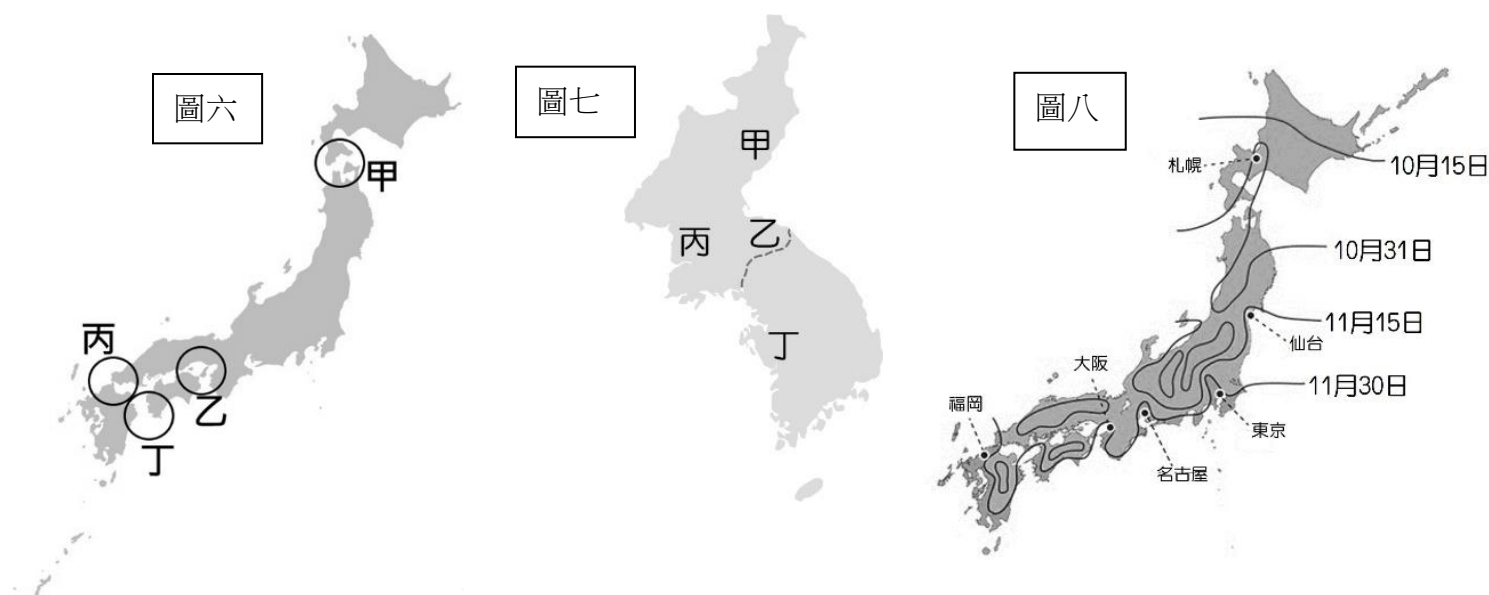 圖六
甲
丙
乙
丁
圖七
甲
乙
丙
丁
圖八
札幌
10月15日
10月31日
11月15日
仙台
大阪
11月30日
福岡
東京
名古屋